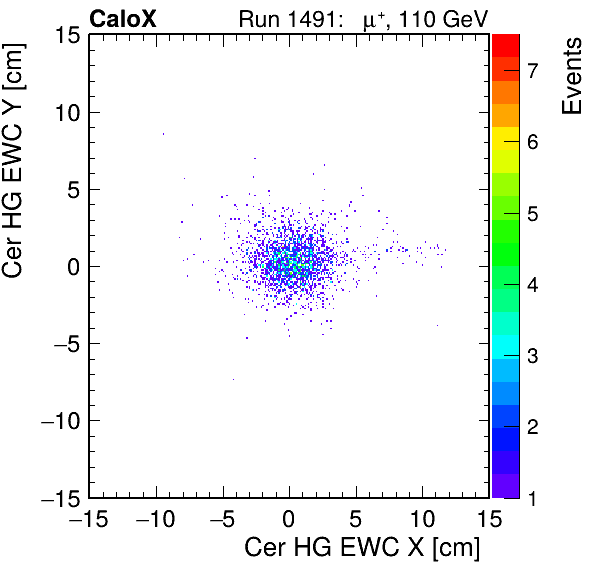 CaloX Run 1491: μ⁺, 110 GeV
Cer HG EWC Y [cm]
Events
15
10
5
0
−5
−10
−15
7
6
5
4
3
2
1
−15 −10 −5 0 5 10 15
Cer HG EWC X [cm]